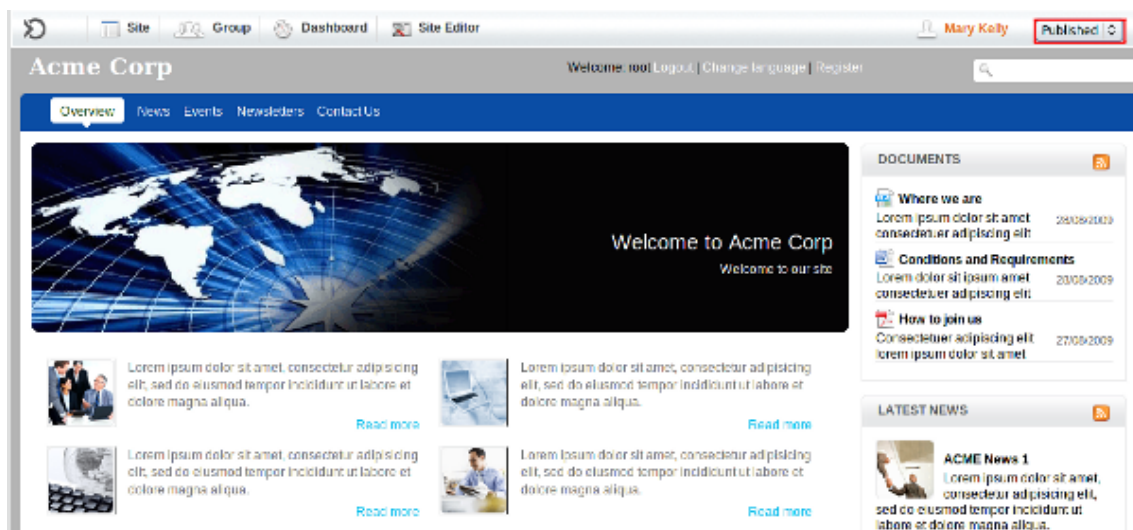 Site Group Dashboard Site Editor Mary Kelly Published
Acme Corp Welcome: root Logout | Change language | Register
Overview News Events Newsletters Contact Us
Welcome to Acme Corp
Welcome to our site
DOCUMENTS
Where we are
Lorem ipsum dolor sit amet consectetuer adipiscing elit 28/08/2009
Conditions and Requirements
Lorem dolor sit ipsum amet consectetuer adipiscing elit 28/08/2009
How to join us
Consectetuer adipiscing elit lorem ipsum dolor sit amet 27/08/2009
Lorem ipsum dolor sit amet, consectetur adipisicing
elit, sed do eiusmod tempor incididunt ut labore et
dolore magna aliqua.
Read more
Lorem ipsum dolor sit amet, consectetur adipisicing
elit, sed do eiusmod tempor incididunt ut labore et
dolore magna aliqua.
Read more
Lorem ipsum dolor sit amet, consectetur adipisicing
elit, sed do eiusmod tempor incididunt ut labore et
dolore magna aliqua.
Read more
Lorem ipsum dolor sit amet, consectetur adipisicing
elit, sed do eiusmod tempor incididunt ut labore et
dolore magna aliqua.
Read more
LATEST NEWS
ACME News 1
Lorem ipsum dolor sit amet,
consectetur adipisicing elit,
sed do eiusmod tempor incididunt ut
labore et dolore magna aliqua.